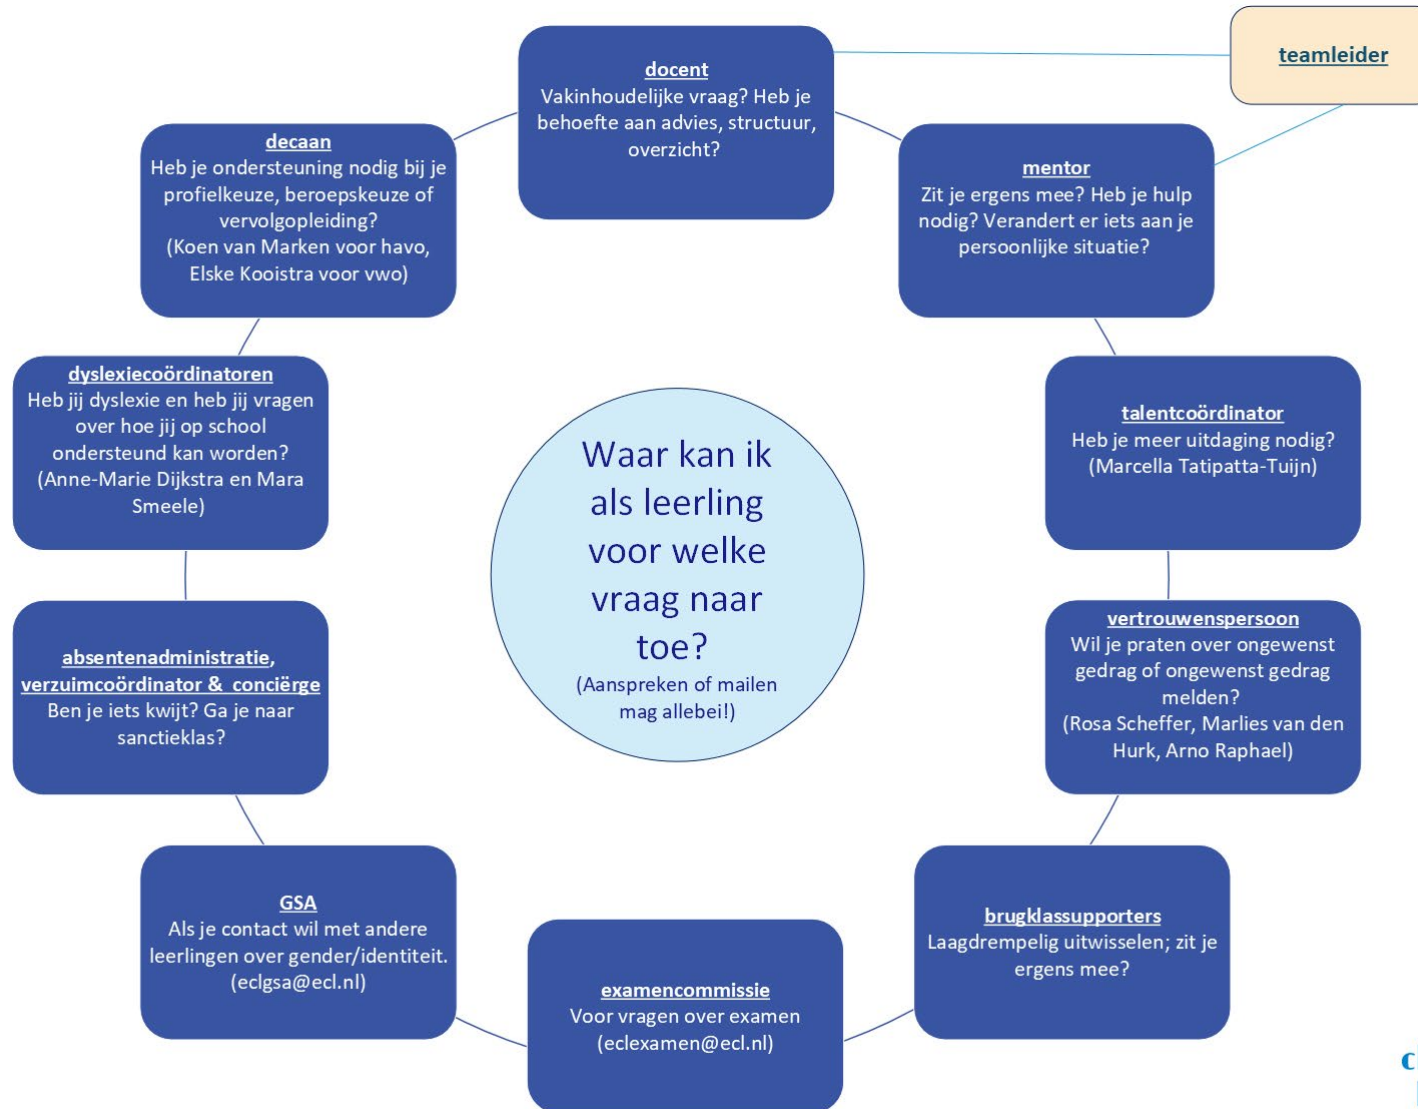 docent
Vakinhoudelijke vraag? Heb je
behoefte aan advies, structuur,
overzicht?
teamleider
mentor
Zit je ergens mee? Heb je hulp
nodig? Verandert er iets aan je
persoonlijke situatie?
talentcoördinator
Heb je meer uitdaging nodig?
(Marcella Tatipatta-Tuijn)
vertrouwenspersoon
Wil je praten over ongewenst
gedrag of ongewenst gedrag
melden?
(Rosa Scheffer, Marlies van den
Hurk, Arno Raphael)
brugklassupporters
Laagdrempelig uitwisselen; zit je
ergens mee?
examencommissie
Voor vragen over examen
(eclexamen@ecl.nl)
GSA
Als je contact wil met andere
leerlingen over gender/identiteit.
(eclgsa@ecl.nl)
absentenadministratie,
verzuimcoördinator & conciërge
Ben je iets kwijt? Ga je naar
sanctieklas?
dyslexiecoördinatoren
Heb jij dyslexie en heb jij vragen
over hoe jij op school
ondersteund kan worden?
(Anne-Marie Dijkstra en Mara
Smeele)
decaan
Heb je ondersteuning nodig bij je
profielkeuze, beroepskeuze of
vervolgopleiding?
(Koen van Marken voor havo,
Elske Kooistra voor vwo)
Waar kan ik
als leerling
voor welke
vraag naar
toe?
(Aanspreken of mailen
mag allebei!)